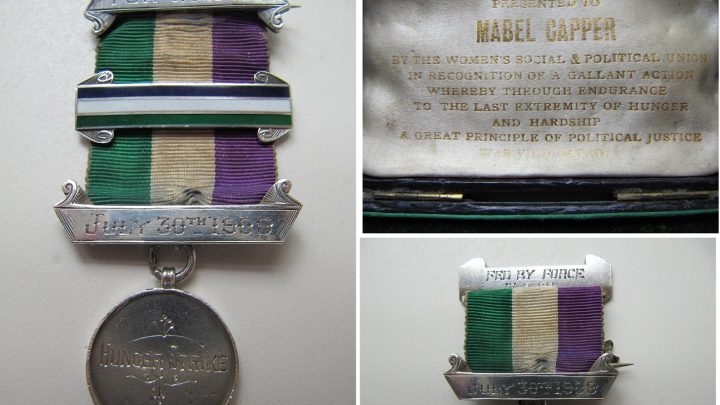 FOR VALOUR
JULY 30TH 1909
HUNGER STRIKE
PRESENTED TO
MABEL CAPPER
BY THE WOMEN'S SOCIAL & POLITICAL UNION
IN RECOGNITION OF A GALLANT ACTION
WHEREBY THROUGH ENDURANCE
TO THE LAST EXTREMITY OF HUNGER
AND HARDSHIP
A GREAT PRINCIPLE OF POLITICAL JUSTICE
WAS VINDICATED
FED BY FORCE
JULY 30TH 1909